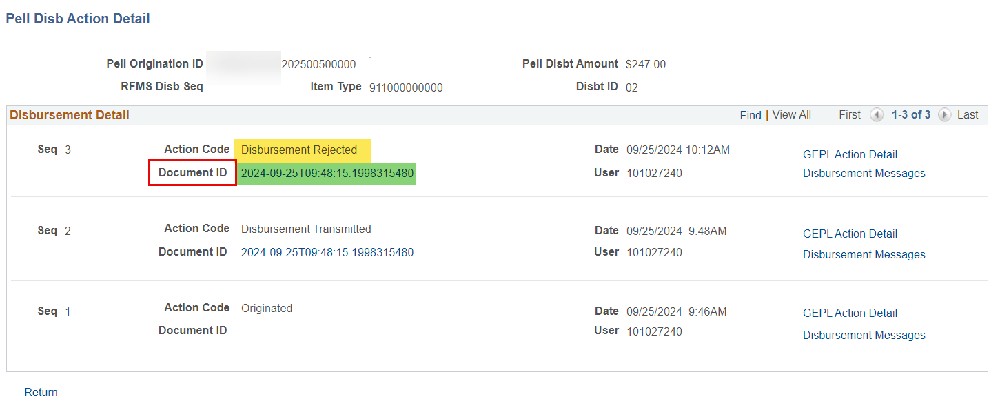 Pell Disb Action Detail
Pell Origination ID 202500500000 Pell Disbt Amount $247.00
RFMS Disb Seq Item Type 911000000000 Disbt ID 02
Disbursement Detail Find | View All First 1-3 of 3 Last
Seq 3 Action Code Disbursement Rejected Date 09/25/2024 10:12AM GEPL Action Detail
Document ID 2024-09-25T09:48:15.1998315480 User 101027240 Disbursement Messages
Seq 2 Action Code Disbursement Transmitted Date 09/25/2024 9:48AM GEPL Action Detail
Document ID 2024-09-25T09:48:15.1998315480 User 101027240 Disbursement Messages
Seq 1 Action Code Originated Date 09/25/2024 9:46AM GEPL Action Detail
Document ID User 101027240 Disbursement Messages
Return